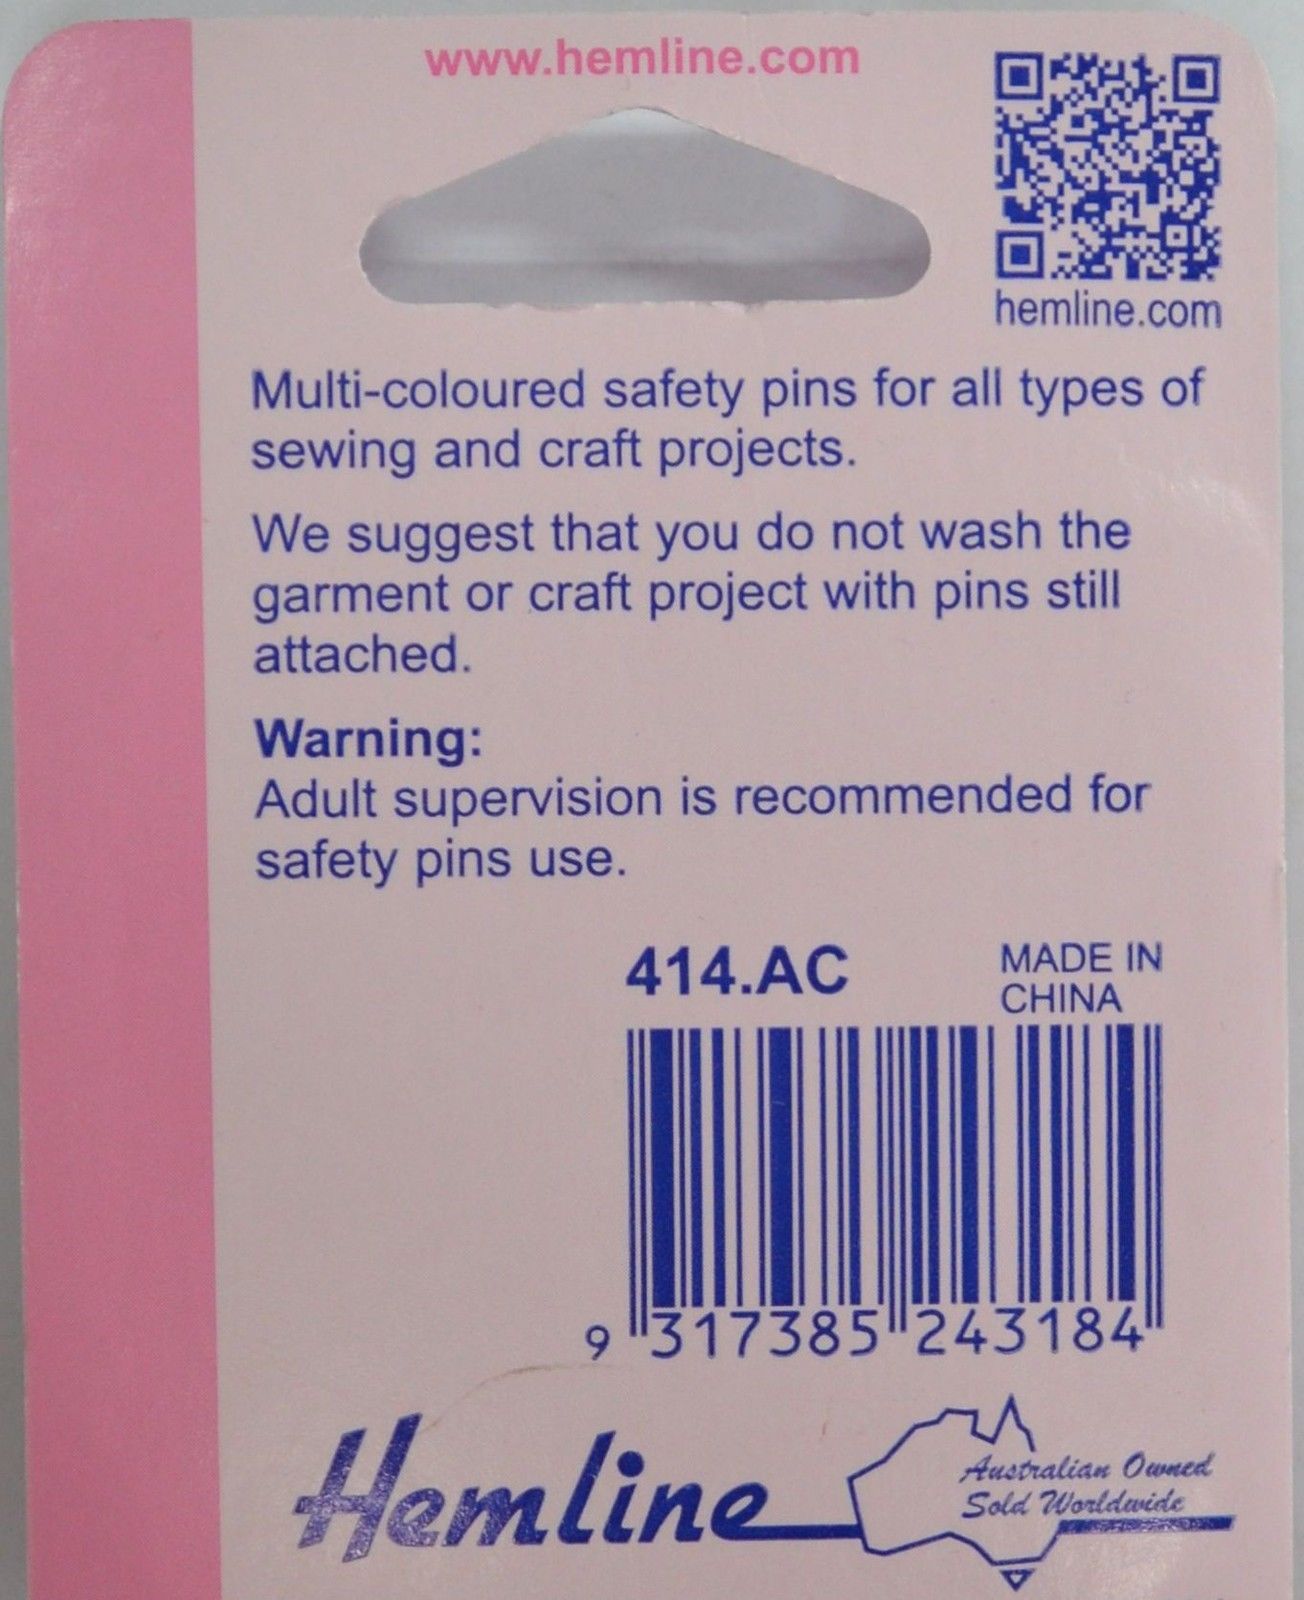 www.hemline.com
hemline.com
Multi-coloured safety pins for all types of
sewing and craft projects.
We suggest that you do not wash the
garment or craft project with pins still
attached.
Warning:
Adult supervision is recommended for
safety pins use.
414.AC
MADE IN
CHINA
9 317385 243184
Hemline
Australian Owned
Sold Worldwide